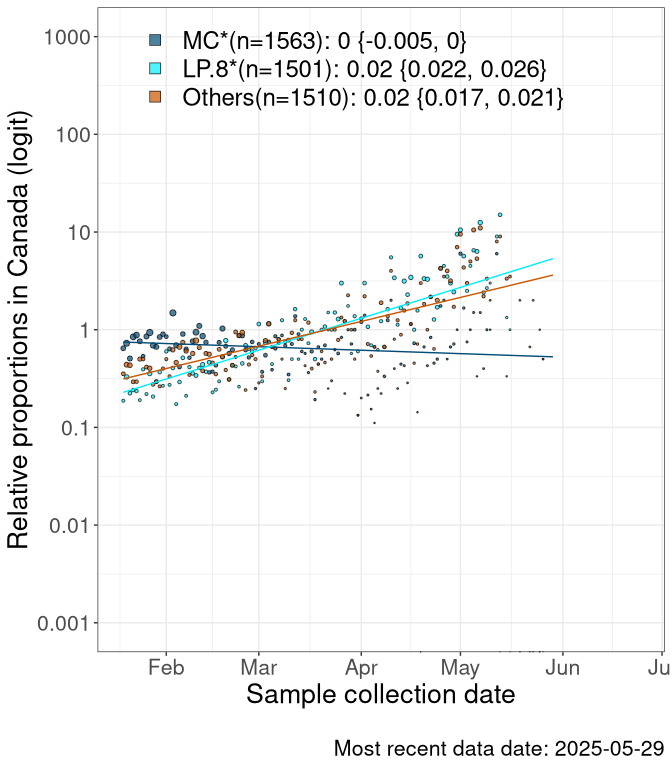 MC*(n=1563): 0 {-0.005, 0}
LP.8*(n=1501): 0.02 {0.022, 0.026}
Others(n=1510): 0.02 {0.017, 0.021}
Relative proportions in Canada (logit)
1000
100
10
1
0.1
0.01
0.001
Feb Mar Apr May Jun Ju
Sample collection date
Most recent data date: 2025-05-29